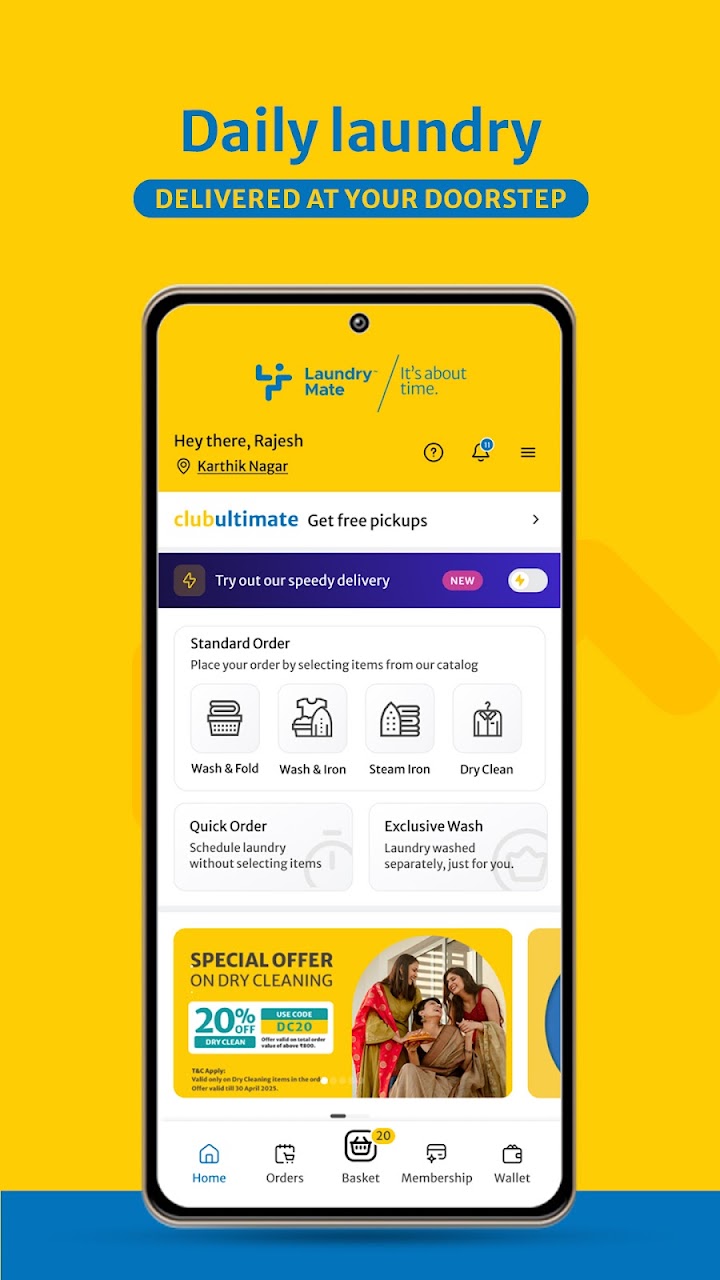 Daily laundry
DELIVERED AT YOUR DOORSTEP
Laundry™
Mate
It's about
time.
Hey there, Rajesh
Karthik Nagar
11
clubultimate Get free pickups
Try out our speedy delivery
NEW
Standard Order
Place your order by selecting items from our catalog
Wash & Fold
Wash & Iron
Steam Iron
Dry Clean
Quick Order
Schedule laundry
without selecting items
Exclusive Wash
Laundry washed
separately, just for you.
SPECIAL OFFER
ON DRY CLEANING
20% OFF
DRY CLEAN
USE CODE
DC20
Offer valid on total order
value of above ₹800.
T&C Apply:
Valid only on Dry Cleaning items in the ord
Offer valid till 30 April 2025.
Home
Orders
20
Basket
Membership
Wallet